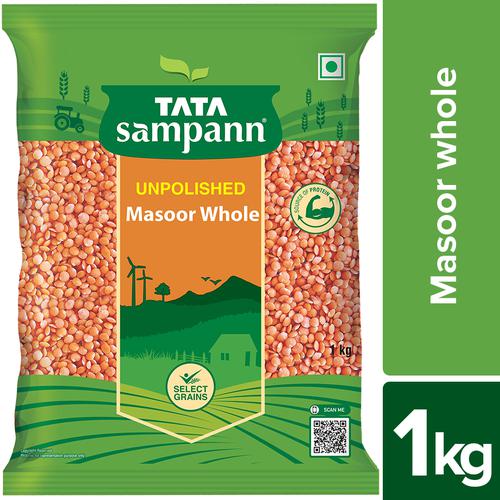 TATA
sampann®
UNPOLISHED
Masoor Whole
SOURCE OF PROTEIN
1 kg
SELECT
GRAINS
SCAN ME
Masoor whole
1kg